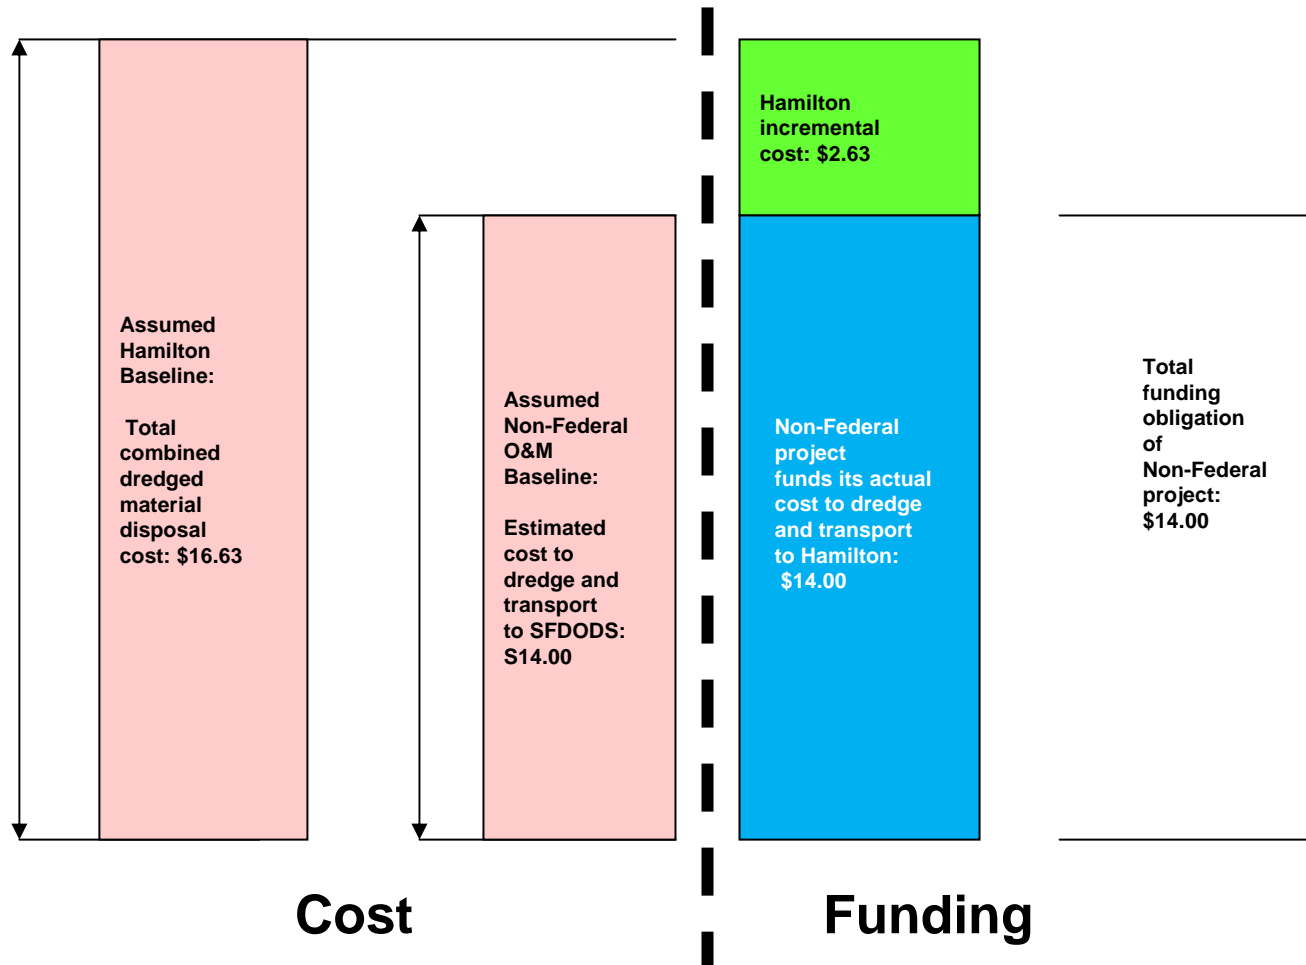 Assumed
Hamilton
Baseline:
Total
combined
dredged
material
disposal
cost: $16.63
Assumed
Non-Federal
O&M
Baseline:
Estimated
cost to
dredge and
transport
to SFDODS:
S14.00
Hamilton
incremental
cost: $2.63
Non-Federal
project
funds its actual
cost to dredge
and transport
to Hamilton:
$14.00
Total
funding
obligation
of
Non-Federal
project:
$14.00
Cost
Funding